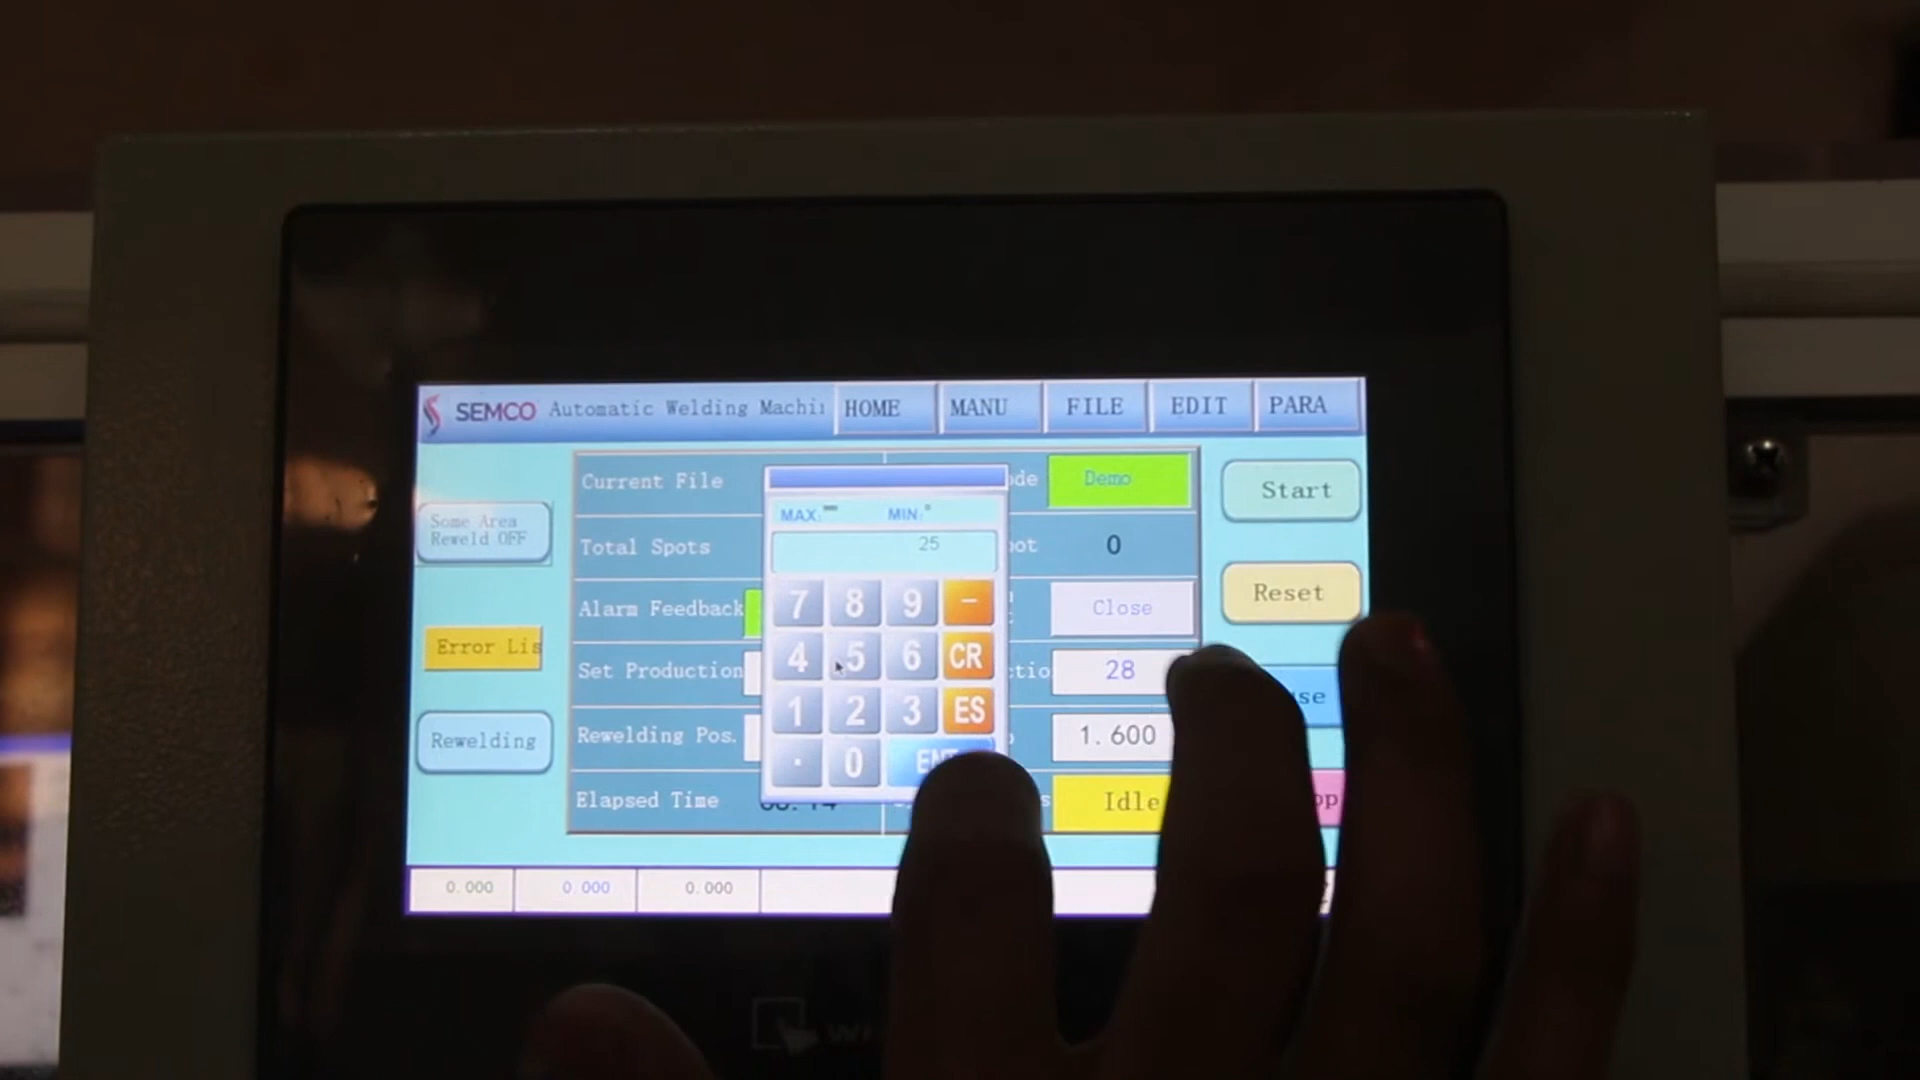 SEMCO Automatic Welding HOME MANU FILE EDIT PARA
Current File Demo Start
MAX: MIN:
Some Area
Reweld OFF
Total Spots 25 0
7 8 9 - Reset
Alarm Feedback Close
Error Lis 4 5 6 CR
Set Production 28
1 2 3 ES
Rewelding Rewelding Pos. 1.600
. 0
Elapsed Time Idle
0.000 0.000 0.000